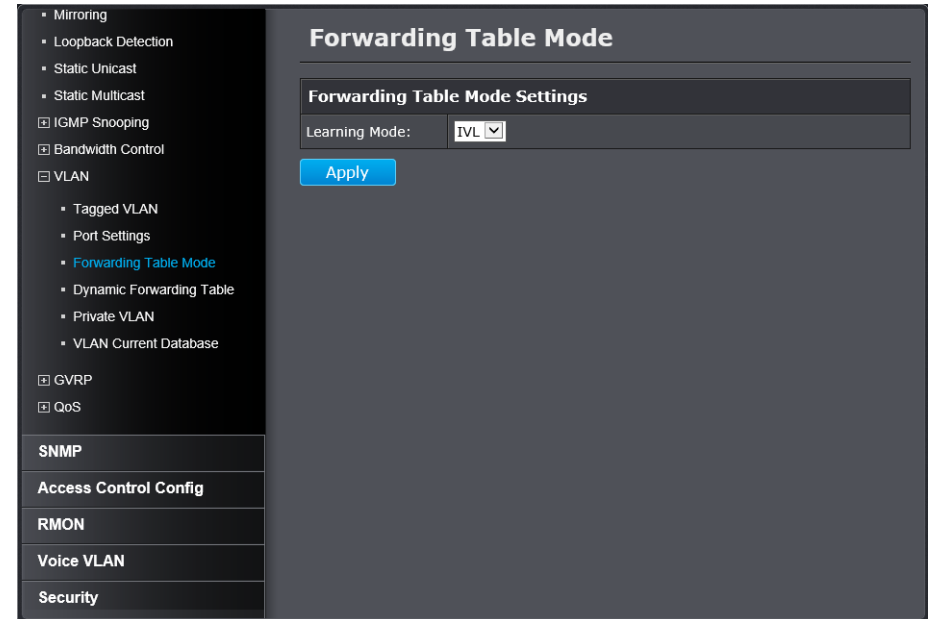 Mirroring
Loopback Detection
Static Unicast
Static Multicast
IGMP Snooping
Bandwidth Control
VLAN
Tagged VLAN
Port Settings
Forwarding Table Mode
Dynamic Forwarding Table
Private VLAN
VLAN Current Database
GVRP
QoS
SNMP
Access Control Config
RMON
Voice VLAN
Security
Forwarding Table Mode
Forwarding Table Mode Settings
Learning Mode: IVL
Apply